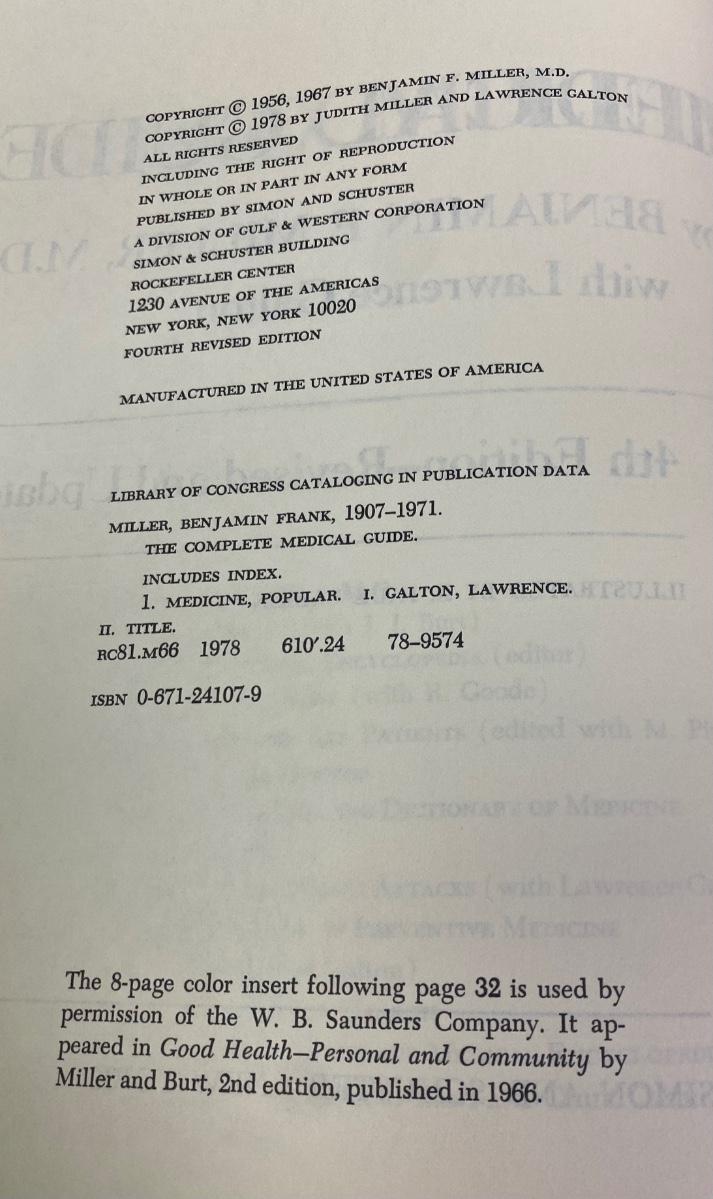 COPYRIGHT © 1956, 1967 BY BENJAMIN F. MILLER, M.D.
COPYRIGHT © 1978 BY JUDITH MILLER AND LAWRENCE GALTON
ALL RIGHTS RESERVED
INCLUDING THE RIGHT OF REPRODUCTION
IN WHOLE OR IN PART IN ANY FORM
PUBLISHED BY SIMON AND SCHUSTER
A DIVISION OF GULF & WESTERN CORPORATION
SIMON & SCHUSTER BUILDING
ROCKEFELLER CENTER
1230 AVENUE OF THE AMERICAS
NEW YORK, NEW YORK 10020
FOURTH REVISED EDITION
MANUFACTURED IN THE UNITED STATES OF AMERICA
LIBRARY OF CONGRESS CATALOGING IN PUBLICATION DATA
MILLER, BENJAMIN FRANK, 1907–1971.
THE COMPLETE MEDICAL GUIDE.
INCLUDES INDEX.
1. MEDICINE, POPULAR. I. GALTON, LAWRENCE.
II. TITLE.
RC81.M66 1978 610′.24 78–9574
ISBN 0-671-24107-9
The 8-page color insert following page 32 is used by
permission of the W. B. Saunders Company. It ap-
peared in Good Health—Personal and Community by
Miller and Burt, 2nd edition, published in 1966.